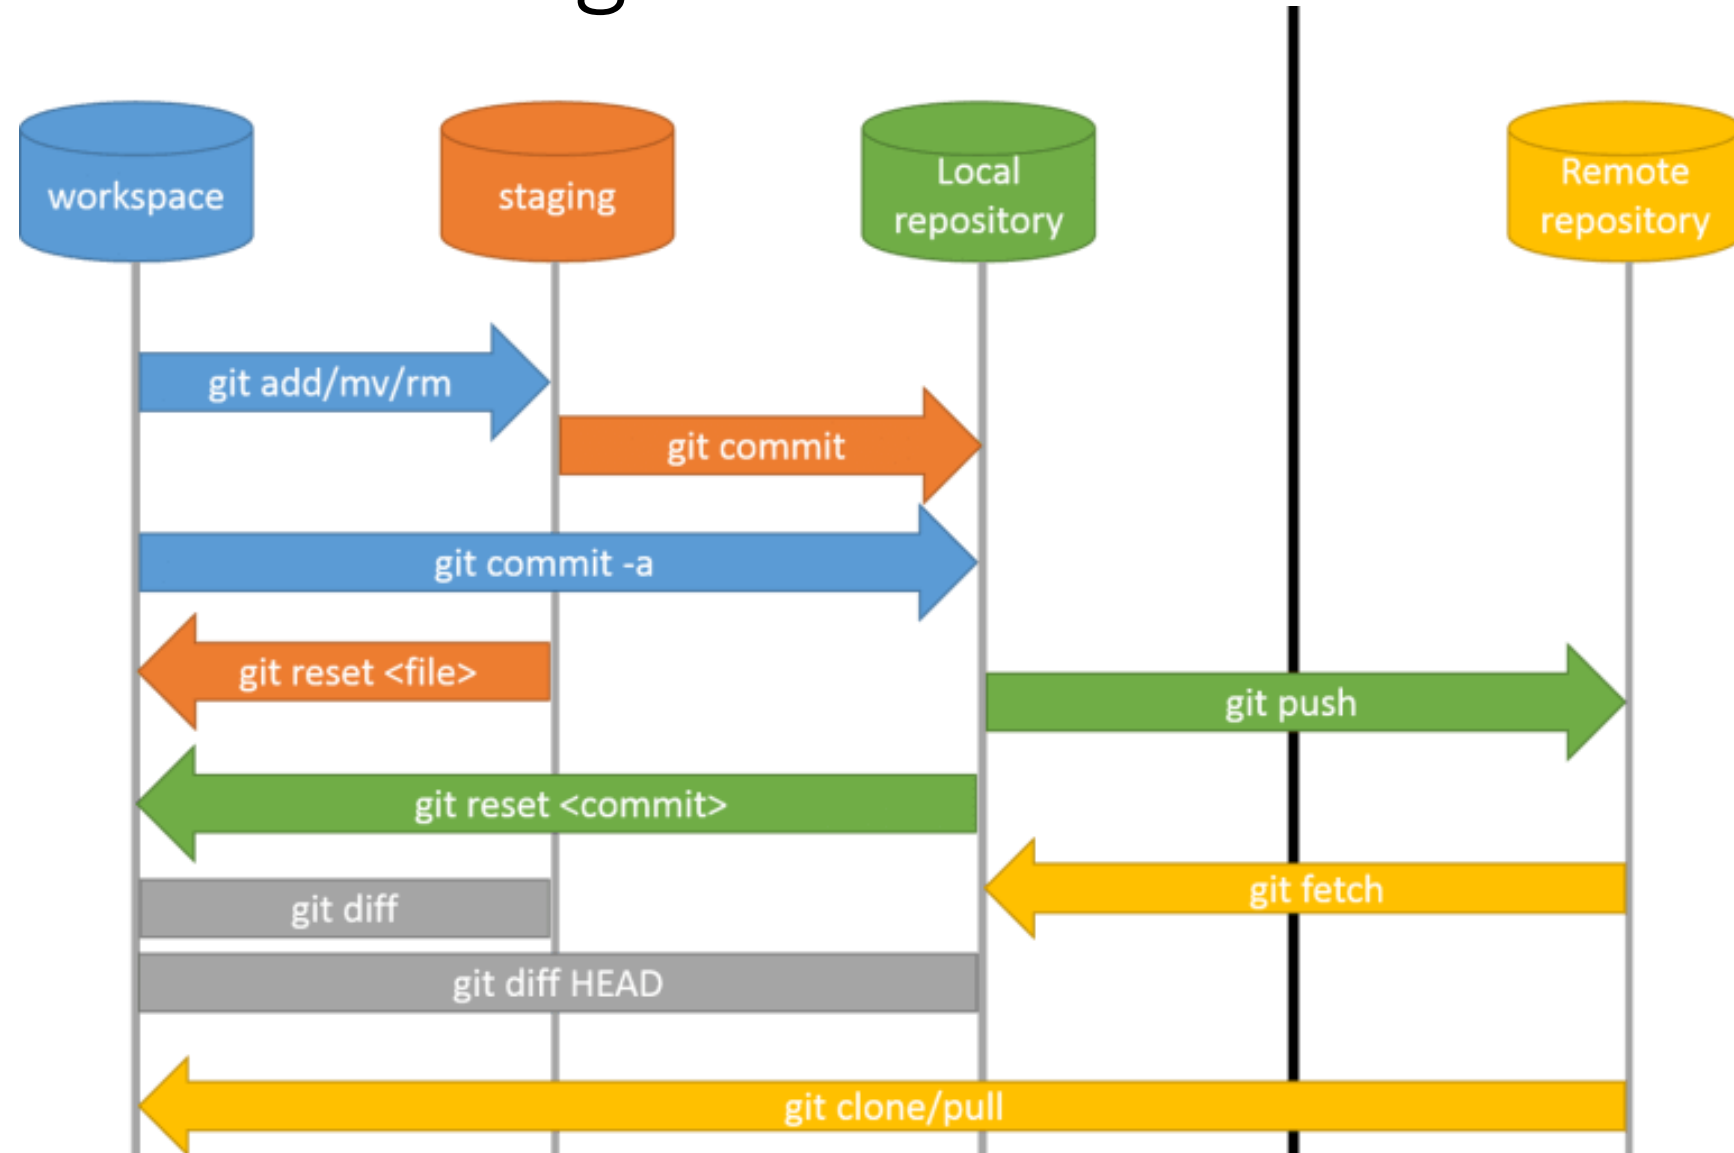 g
workspace
staging
Local
repository
Remote
repository
git add/mv/rm
git commit
git commit -a
git reset <file>
git push
git reset <commit>
git fetch
git diff
git diff HEAD
git clone/pull